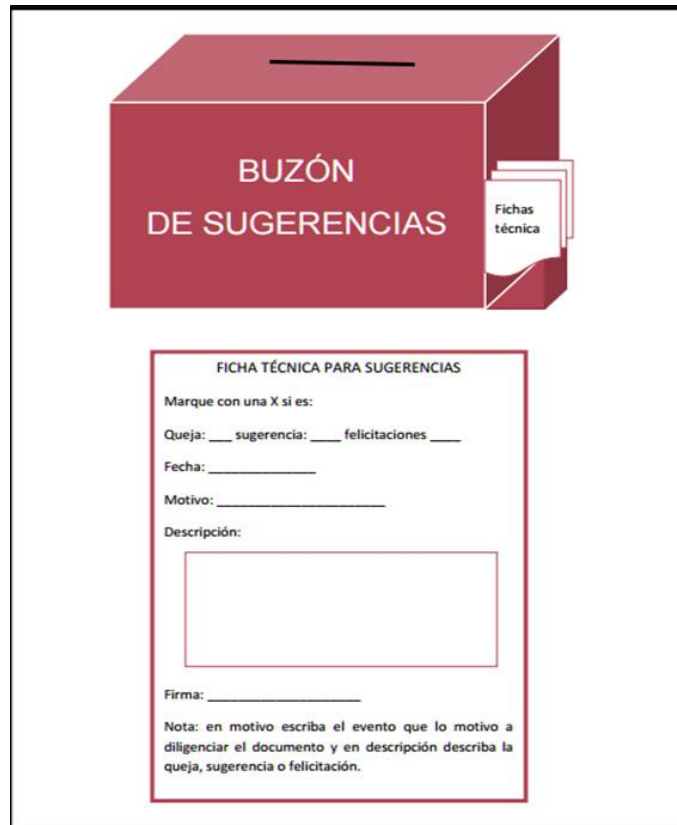 BUZÓN
DE SUGERENCIAS
Fichas
técnica
FICHA TÉCNICA PARA SUGERENCIAS
Marque con una X si es:
Queja: ___ sugerencia: ____ felicitaciones ____
Fecha: ______________
Motivo: ______________________
Descripción:
Firma: ____________________
Nota: en motivo escriba el evento que lo motivo a
diligenciar el documento y en descripción describa la
queja, sugerencia o felicitación.